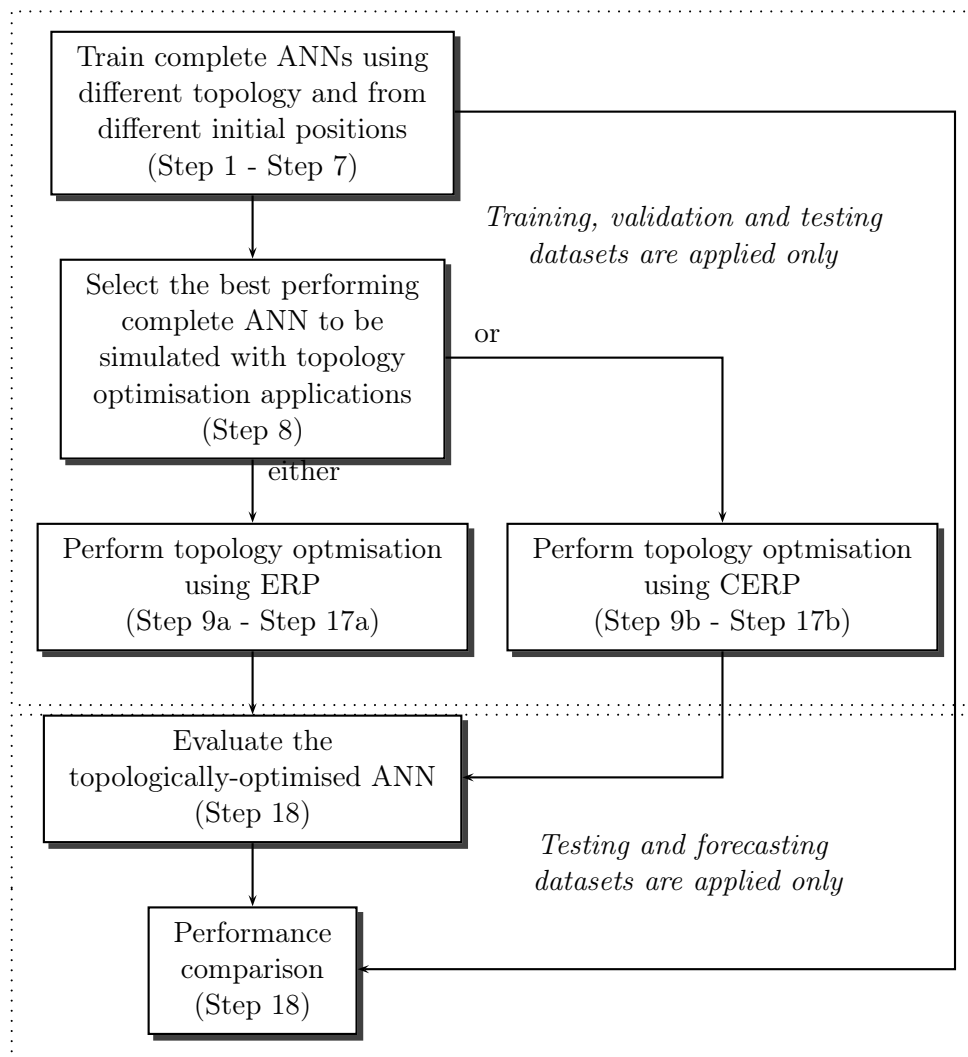 Train complete ANNs using
different topology and from
different initial positions
(Step 1 - Step 7)
Training, validation and testing
datasets are applied only
Select the best performing
complete ANN to be
simulated with topology
optimisation applications
(Step 8)
or
either
Perform topology optmisation
using ERP
(Step 9a - Step 17a)
Perform topology optmisation
using CERP
(Step 9b - Step 17b)
Evaluate the
topologically-optimised ANN
(Step 18)
Testing and forecasting
datasets are applied only
Performance
comparison
(Step 18)